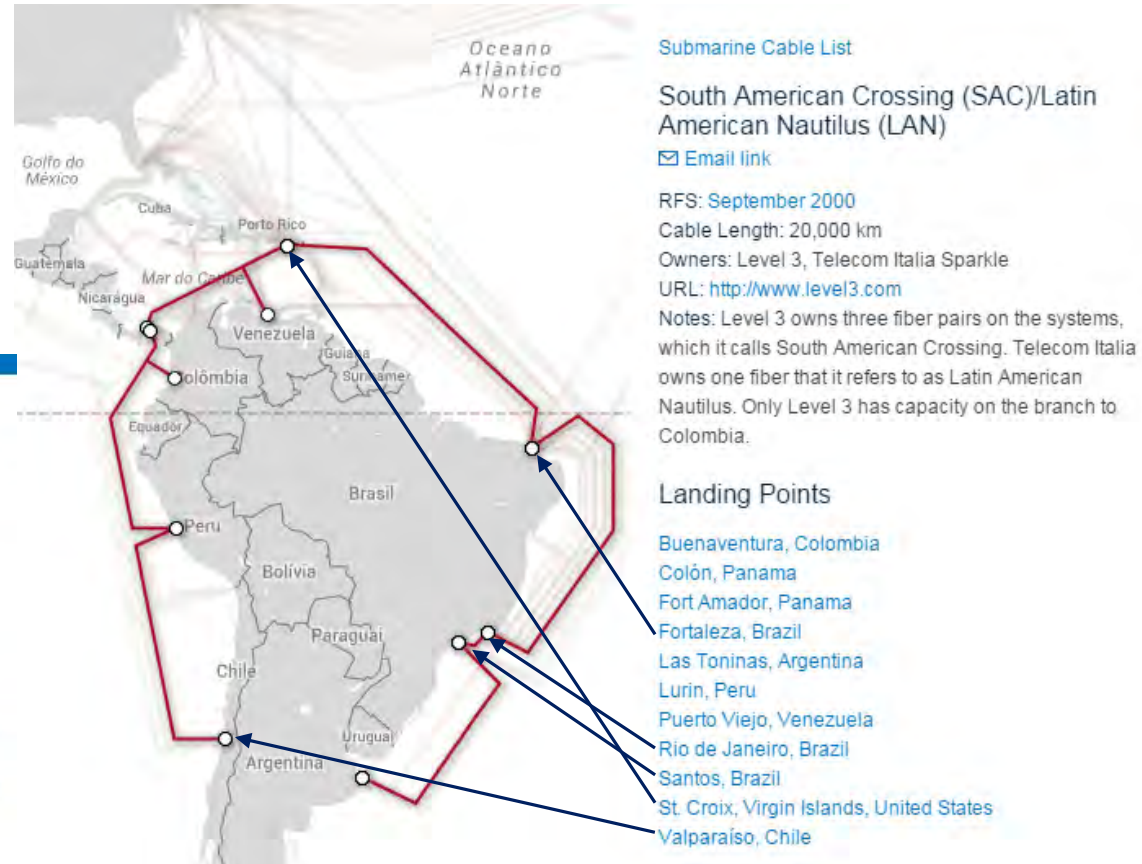 Oceano
Atlântico
Norte
Golfo do
México
Cuba
Porto Rico
Guatemala
Mar do Caribe
Nicarágua
Venezuela
Guiana
Suriname
Colômbia
Equador
Brasil
Peru
Bolívia
Paraguai
Chile
Uruguai
Argentina
Submarine Cable List
South American Crossing (SAC)/Latin
American Nautilus (LAN)
Email link
RFS: September 2000
Cable Length: 20,000 km
Owners: Level 3, Telecom Italia Sparkle
URL: http://www.level3.com
Notes: Level 3 owns three fiber pairs on the systems,
which it calls South American Crossing. Telecom Italia
owns one fiber that it refers to as Latin American
Nautilus. Only Level 3 has capacity on the branch to
Colombia.
Landing Points
Buenaventura, Colombia
Colón, Panama
Fort Amador, Panama
Fortaleza, Brazil
Las Toninas, Argentina
Lurin, Peru
Puerto Viejo, Venezuela
Rio de Janeiro, Brazil
Santos, Brazil
St. Croix, Virgin Islands, United States
Valparaíso, Chile